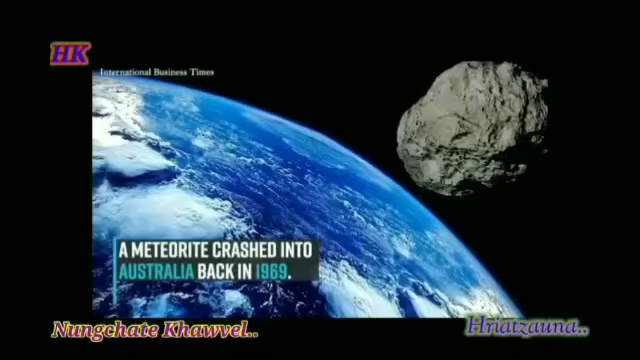 HK
International Business Times
A METEORITE CRASHED INTO
AUSTRALIA BACK IN 1969.
Nungchate Khawvel..
Hriatzauna..